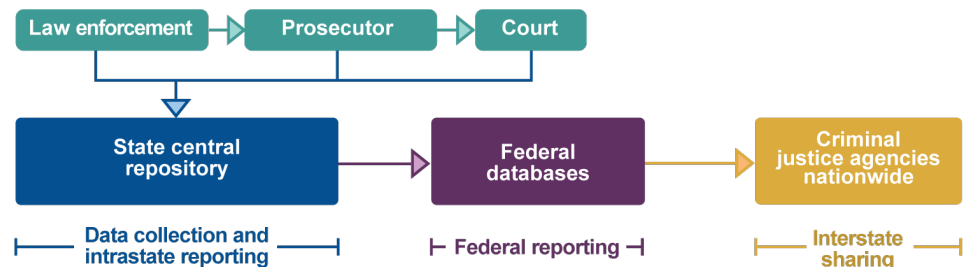 Law enforcement
Prosecutor
Court
State central
repository
Federal
databases
Criminal
justice agencies
nationwide
Data collection and
intrastate reporting
Federal reporting
Interstate
sharing